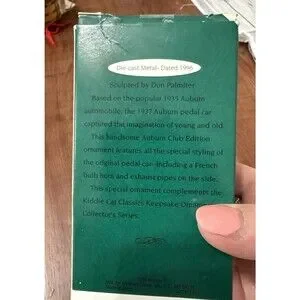 Die-cast Metal- Dated 1996
Sculpted by Don Palmiter
Based on the popular 1935 Auburn
automobile, the 1937 Auburn pedal car
captured the imagination of young and old.
This handsome Auburn Club Edition
ornament features all the special styling of
the original pedal car-including a French
bulb horn and exhaust pipes on the side.
This special ornament complements the
Kiddie Car Classics Keepsake
Collector's Series.